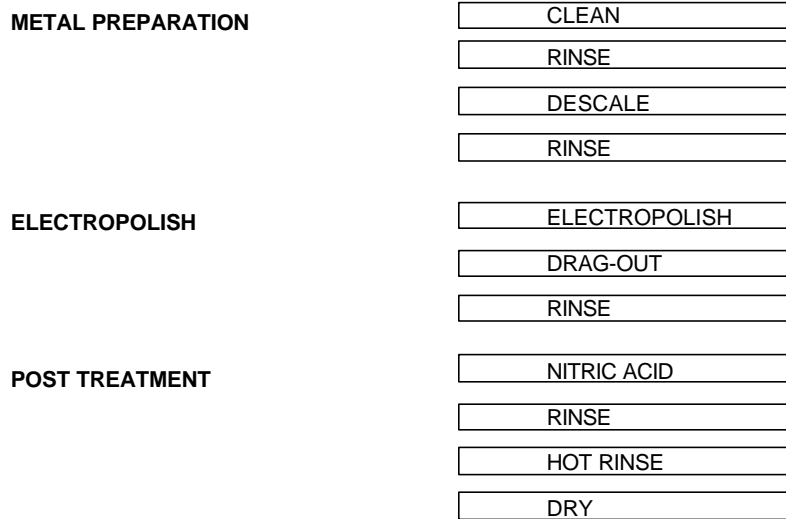 METAL PREPARATION
CLEAN
RINSE
DESCALE
RINSE
ELECTROPOLISH
ELECTROPOLISH
DRAG-OUT
RINSE
POST TREATMENT
NITRIC ACID
RINSE
HOT RINSE
DRY